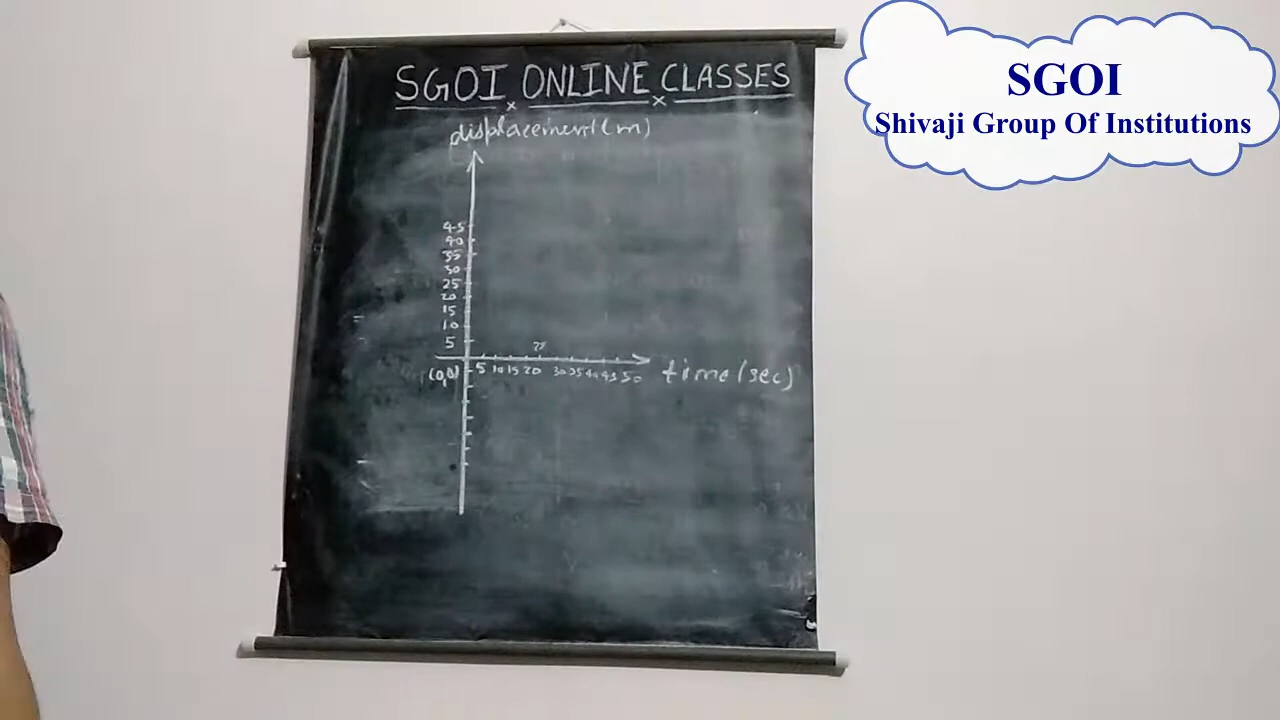 SGOI ONLINE CLASSES
displacement (m)
45
40
35
30
25
20
15
10
5
25
(0,0) 5 10 15 20 30 35 40 45 50 time (sec)
SGOI
Shivaji Group Of Institutions